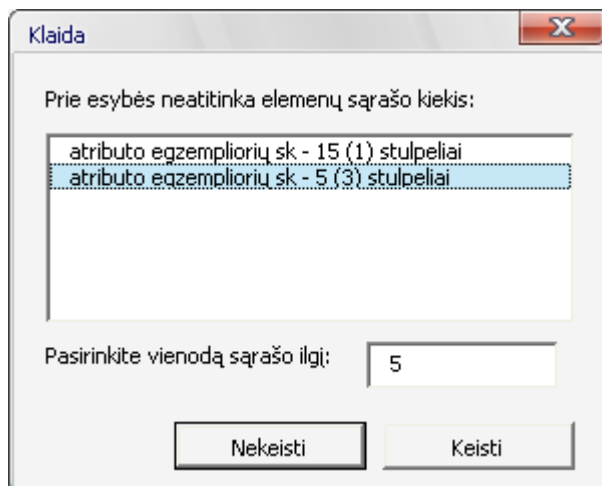 Klaida
Prie esybės neatitinka elemenų sąrašo kiekis:
atributo egzempliorių sk - 15 (1) stulpeliai
atributo egzempliorių sk - 5 (3) stulpeliai
Pasirinkite vienodą sąrašo ilgį:
5
Nekeisti
Keisti